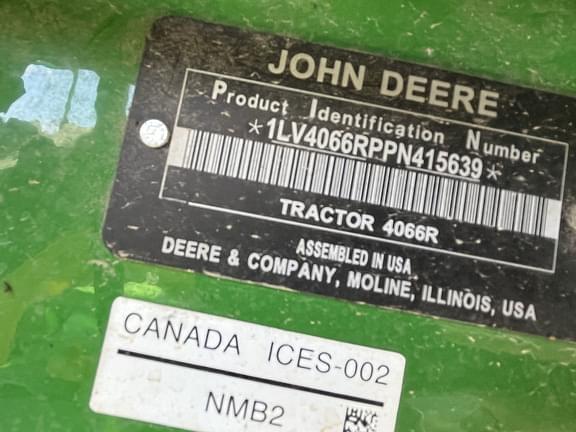 JOHN DEERE
Product Identification Number
*1LV4066RPPN415639*
TRACTOR 4066R
ASSEMBLED IN USA
DEERE & COMPANY, MOLINE, ILLINOIS, USA
CANADA ICES-002
NMB2